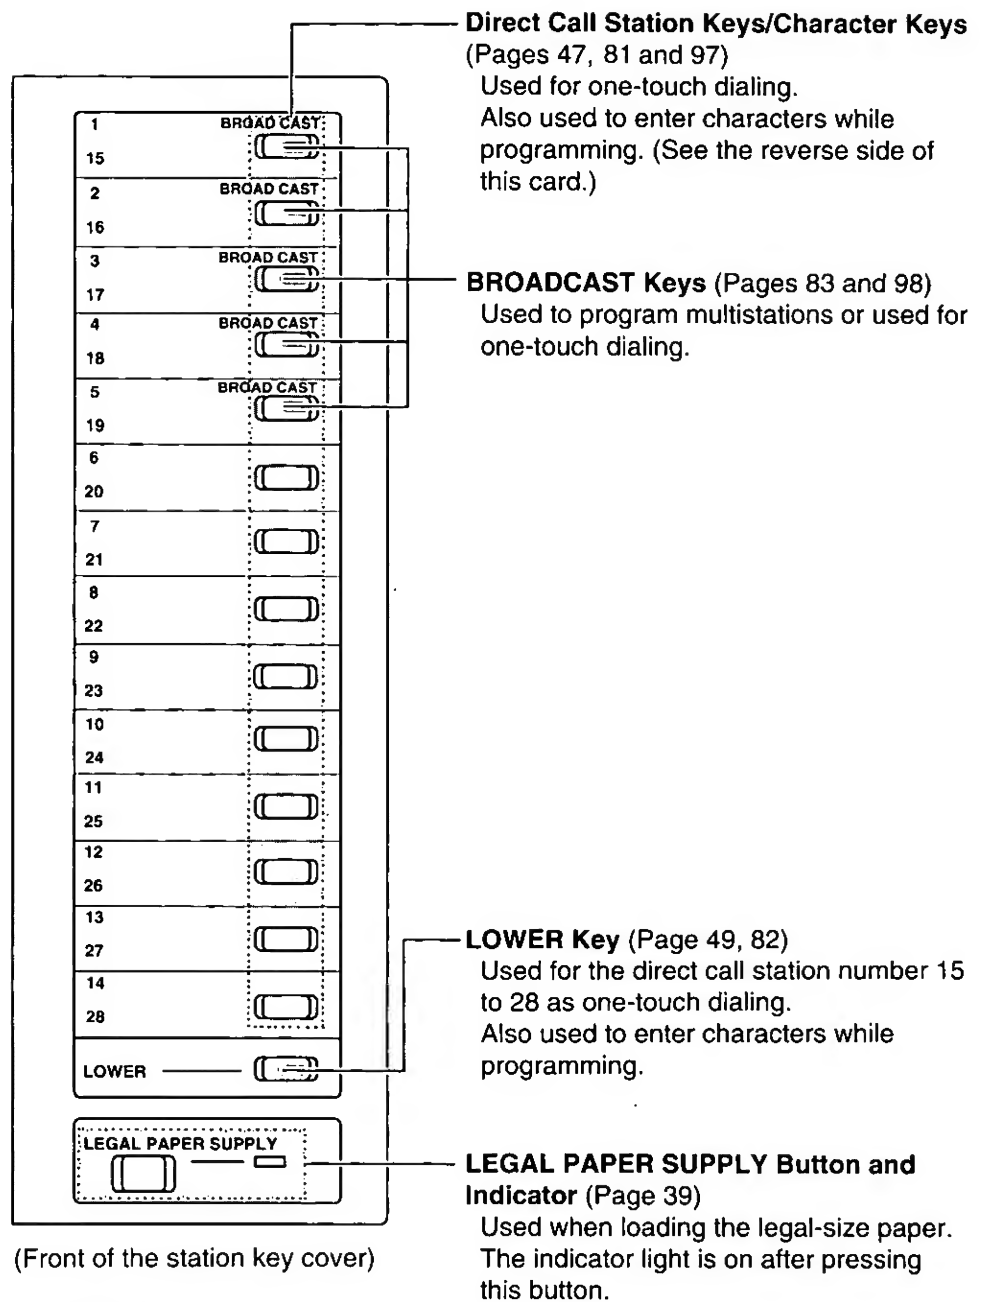 Direct Call Station Keys/Character Keys
(Pages 47, 81 and 97)
Used for one-touch dialing.
Also used to enter characters while
programming. (See the reverse side of
this card.)
1 BROAD CAST
15
2 BROAD CAST
16
3 BROAD CAST
17
BROADCAST Keys (Pages 83 and 98)
Used to program multistations or used for
one-touch dialing.
4 BROAD CAST
18
5 BROAD CAST
19
6
20
7
21
8
22
9
23
10
24
11
25
12
26
13
27
14
28
LOWER
LOWER Key (Page 49, 82)
Used for the direct call station number 15
to 28 as one-touch dialing.
Also used to enter characters while
programming.
LEGAL PAPER SUPPLY
LEGAL PAPER SUPPLY Button and
Indicator (Page 39)
Used when loading the legal-size paper.
The indicator light is on after pressing
this button.
(Front of the station key cover)